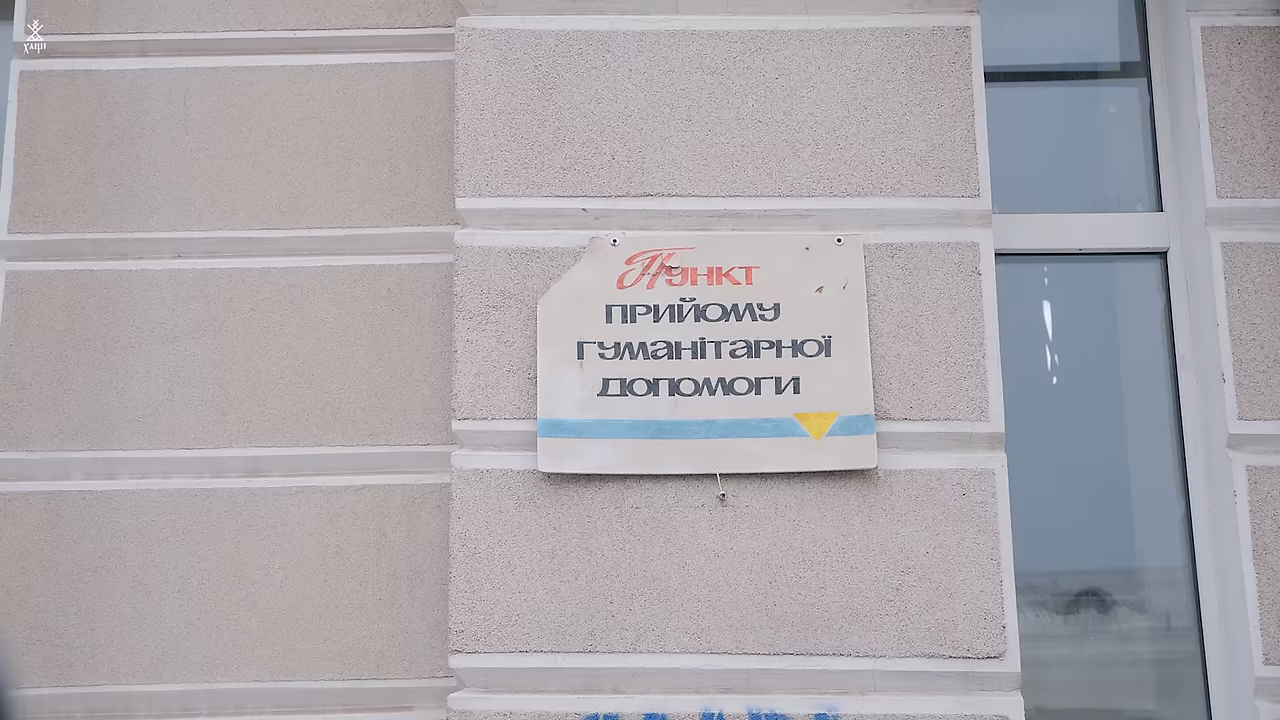 Пункт
прийому
гуманітарної
допомоги